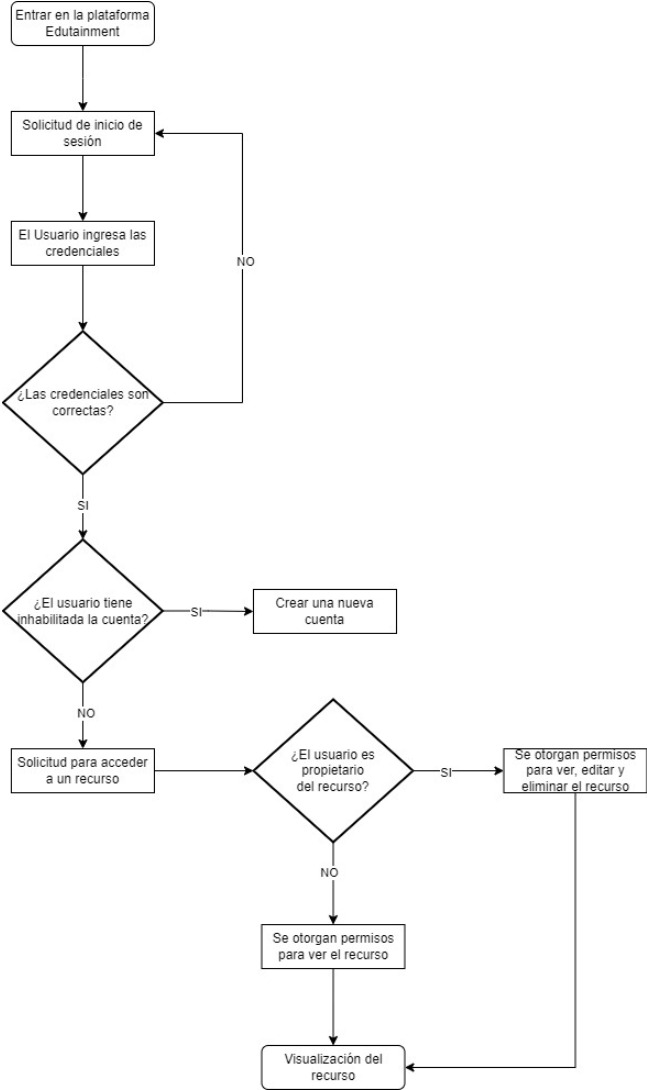 Entrar en la plataforma
Edutainment
Solicitud de inicio de
sesión
El Usuario ingresa las
credenciales
NO
¿Las credenciales son
correctas?
SI
¿El usuario tiene
inhabilitada la cuenta?
SI
Crear una nueva
cuenta
NO
Solicitud para acceder
a un recurso
¿El usuario es
propietario
del recurso?
SI
Se otorgan permisos
para ver, editar y
eliminar el recurso
NO
Se otorgan permisos
para ver el recurso
Visualización del
recurso